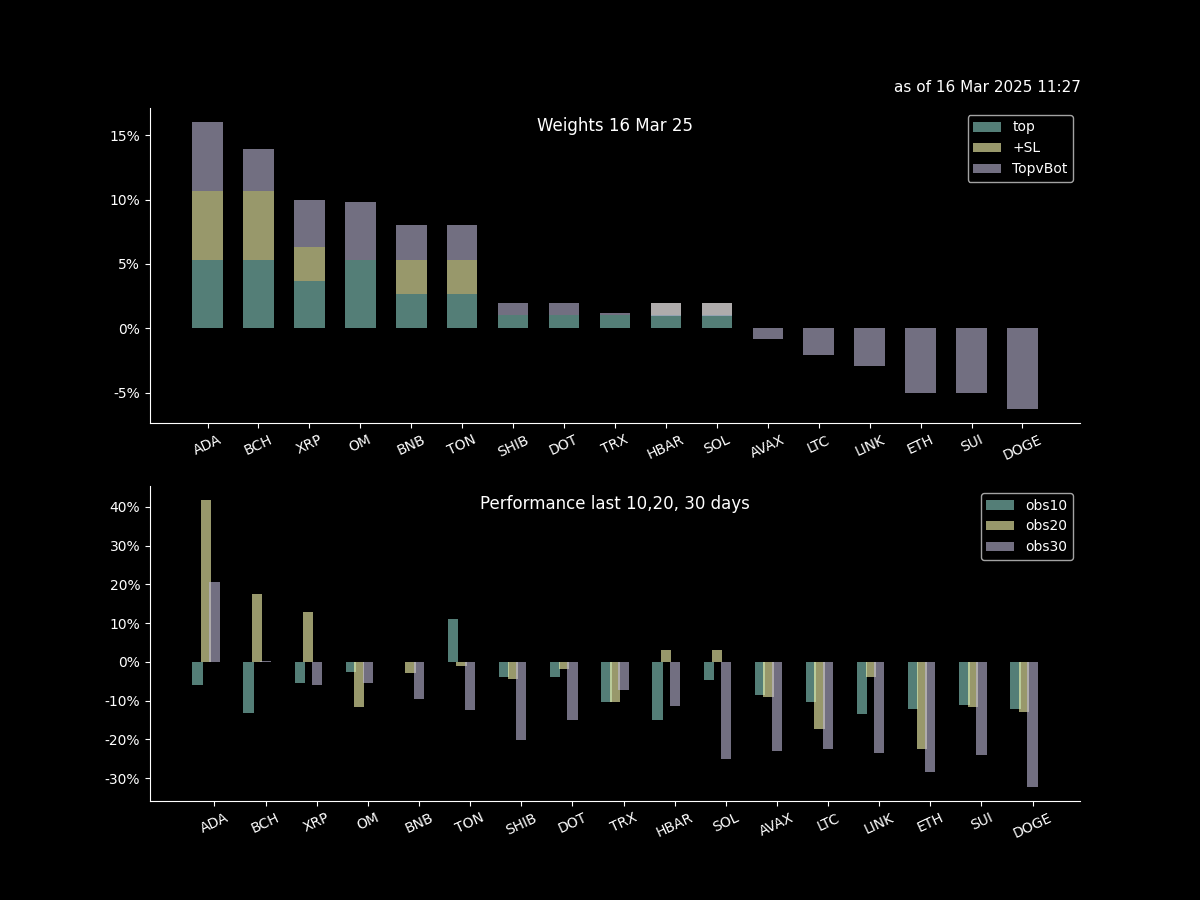 as of 16 Mar 2025 11:27
Weights 16 Mar 25
top
+SL
TopvBot
15%
10%
5%
0%
-5%
ADA BCH XRP OM BNB TON SHIB DOT TRX HBAR SOL AVAX LTC LINK ETH SUI DOGE
Performance last 10,20, 30 days
obs10
obs20
obs30
40%
30%
20%
10%
0%
-10%
-20%
-30%
ADA BCH XRP OM BNB TON SHIB DOT TRX HBAR SOL AVAX LTC LINK ETH SUI DOGE